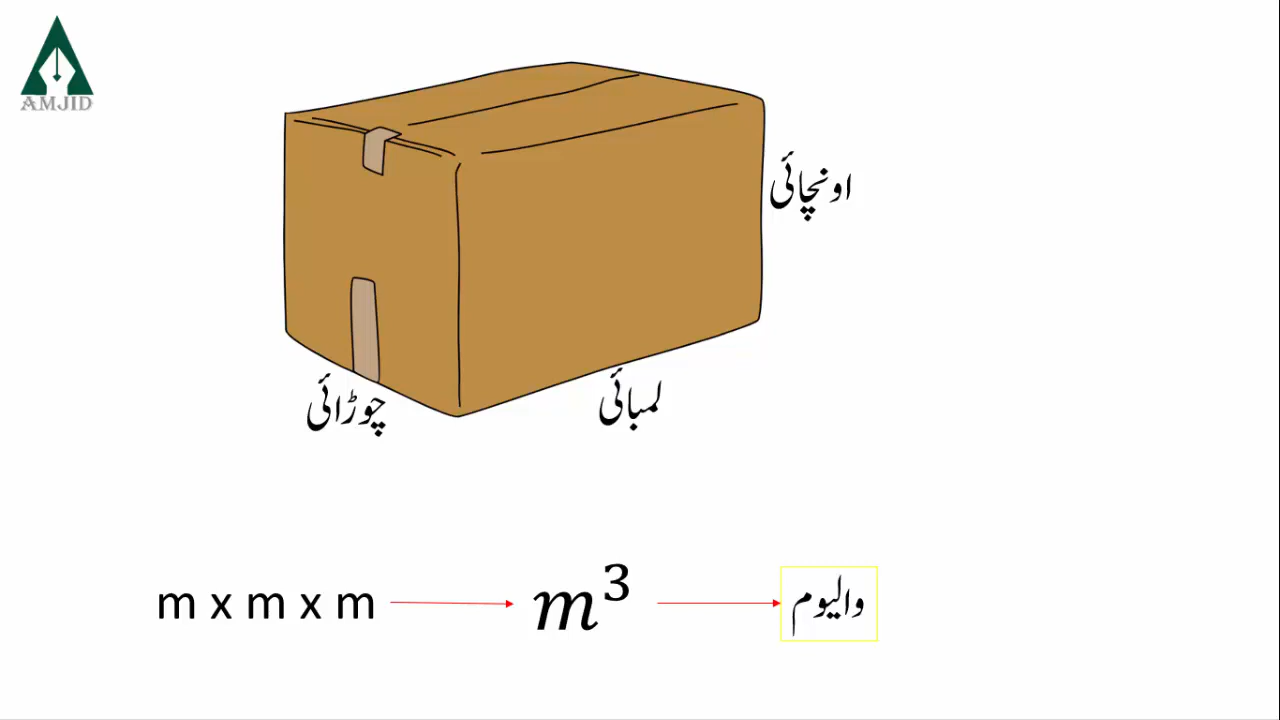 AMJID
اونچائی
چوڑائی
لمبائی
m x m x m
m³
والیوم